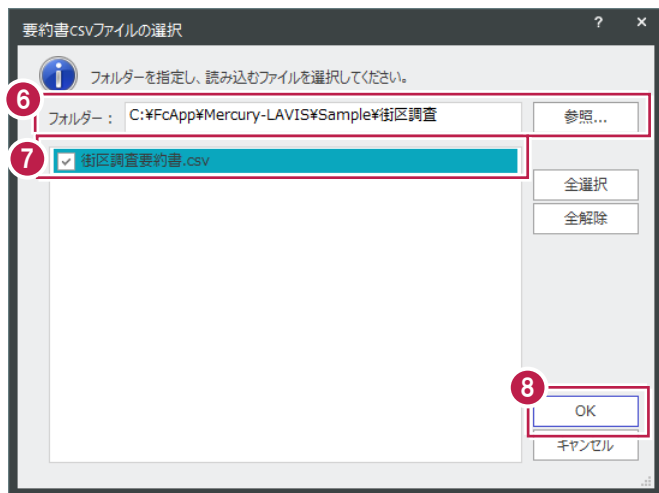 要約書csvファイルの選択
? ×
フォルダーを指定し、読み込むファイルを選択してください。
6
フォルダー: C:¥FcApp¥Mercury-LAVIS¥Sample¥街区調査 参照...
7
街区調査要約書.csv
全選択
全解除
8
OK
キャンセル